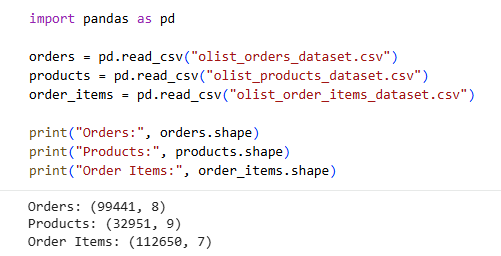 import pandas as pd
orders = pd.read_csv("olist_orders_dataset.csv")
products = pd.read_csv("olist_products_dataset.csv")
order_items = pd.read_csv("olist_order_items_dataset.csv")
print("Orders:", orders.shape)
print("Products:", products.shape)
print("Order Items:", order_items.shape)
Orders: (99441, 8)
Products: (32951, 9)
Order Items: (112650, 7)